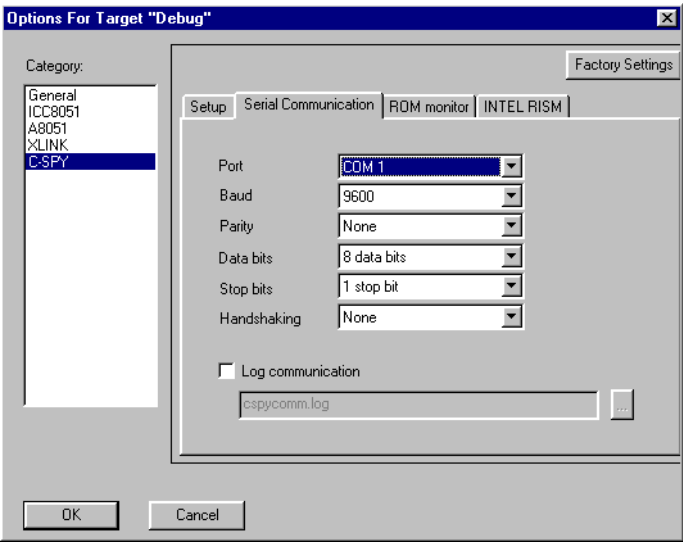 Options For Target "Debug"
Category:
General
ICC8051
A8051
XLINK
C-SPY
Factory Settings
Setup Serial Communication ROM monitor INTEL RISM
Port COM 1
Baud 9600
Parity None
Data bits 8 data bits
Stop bits 1 stop bit
Handshaking None
Log communication
cspycomm.log ...
OK Cancel